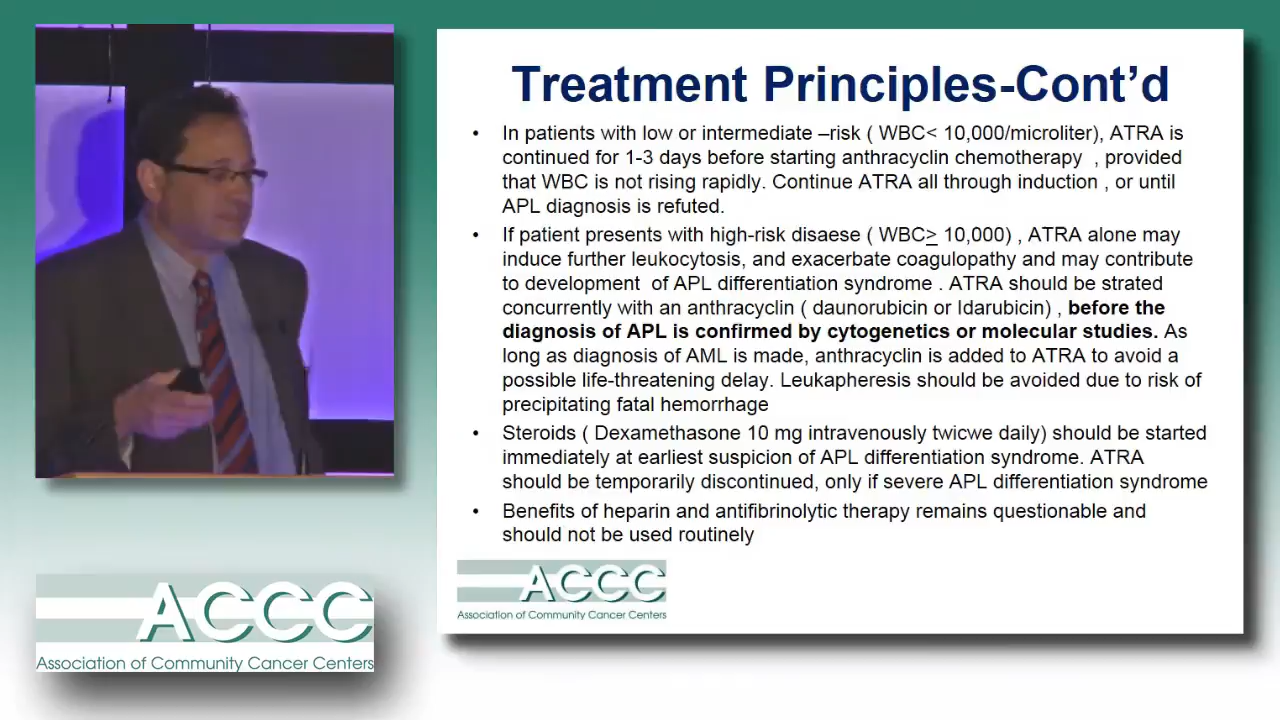 Treatment Principles-Cont'd
• In patients with low or intermediate –risk ( WBC< 10,000/microliter), ATRA is
continued for 1-3 days before starting anthracyclin chemotherapy , provided
that WBC is not rising rapidly. Continue ATRA all through induction , or until
APL diagnosis is refuted.
• If patient presents with high-risk disaese ( WBC> 10,000) , ATRA alone may
induce further leukocytosis, and exacerbate coagulopathy and may contribute
to development of APL differentiation syndrome . ATRA should be strated
concurrently with an anthracyclin ( daunorubicin or Idarubicin) , before the
diagnosis of APL is confirmed by cytogenetics or molecular studies. As
long as diagnosis of AML is made, anthracyclin is added to ATRA to avoid a
possible life-threatening delay. Leukapheresis should be avoided due to risk of
precipitating fatal hemorrhage
• Steroids ( Dexamethasone 10 mg intravenously twicwe daily) should be started
immediately at earliest suspicion of APL differentiation syndrome. ATRA
should be temporarily discontinued, only if severe APL differentiation syndrome
• Benefits of heparin and antifibrinolytic therapy remains questionable and
should not be used routinely
ACCC
Association of Community Cancer Centers
ACCC
Association of Community Cancer Centers